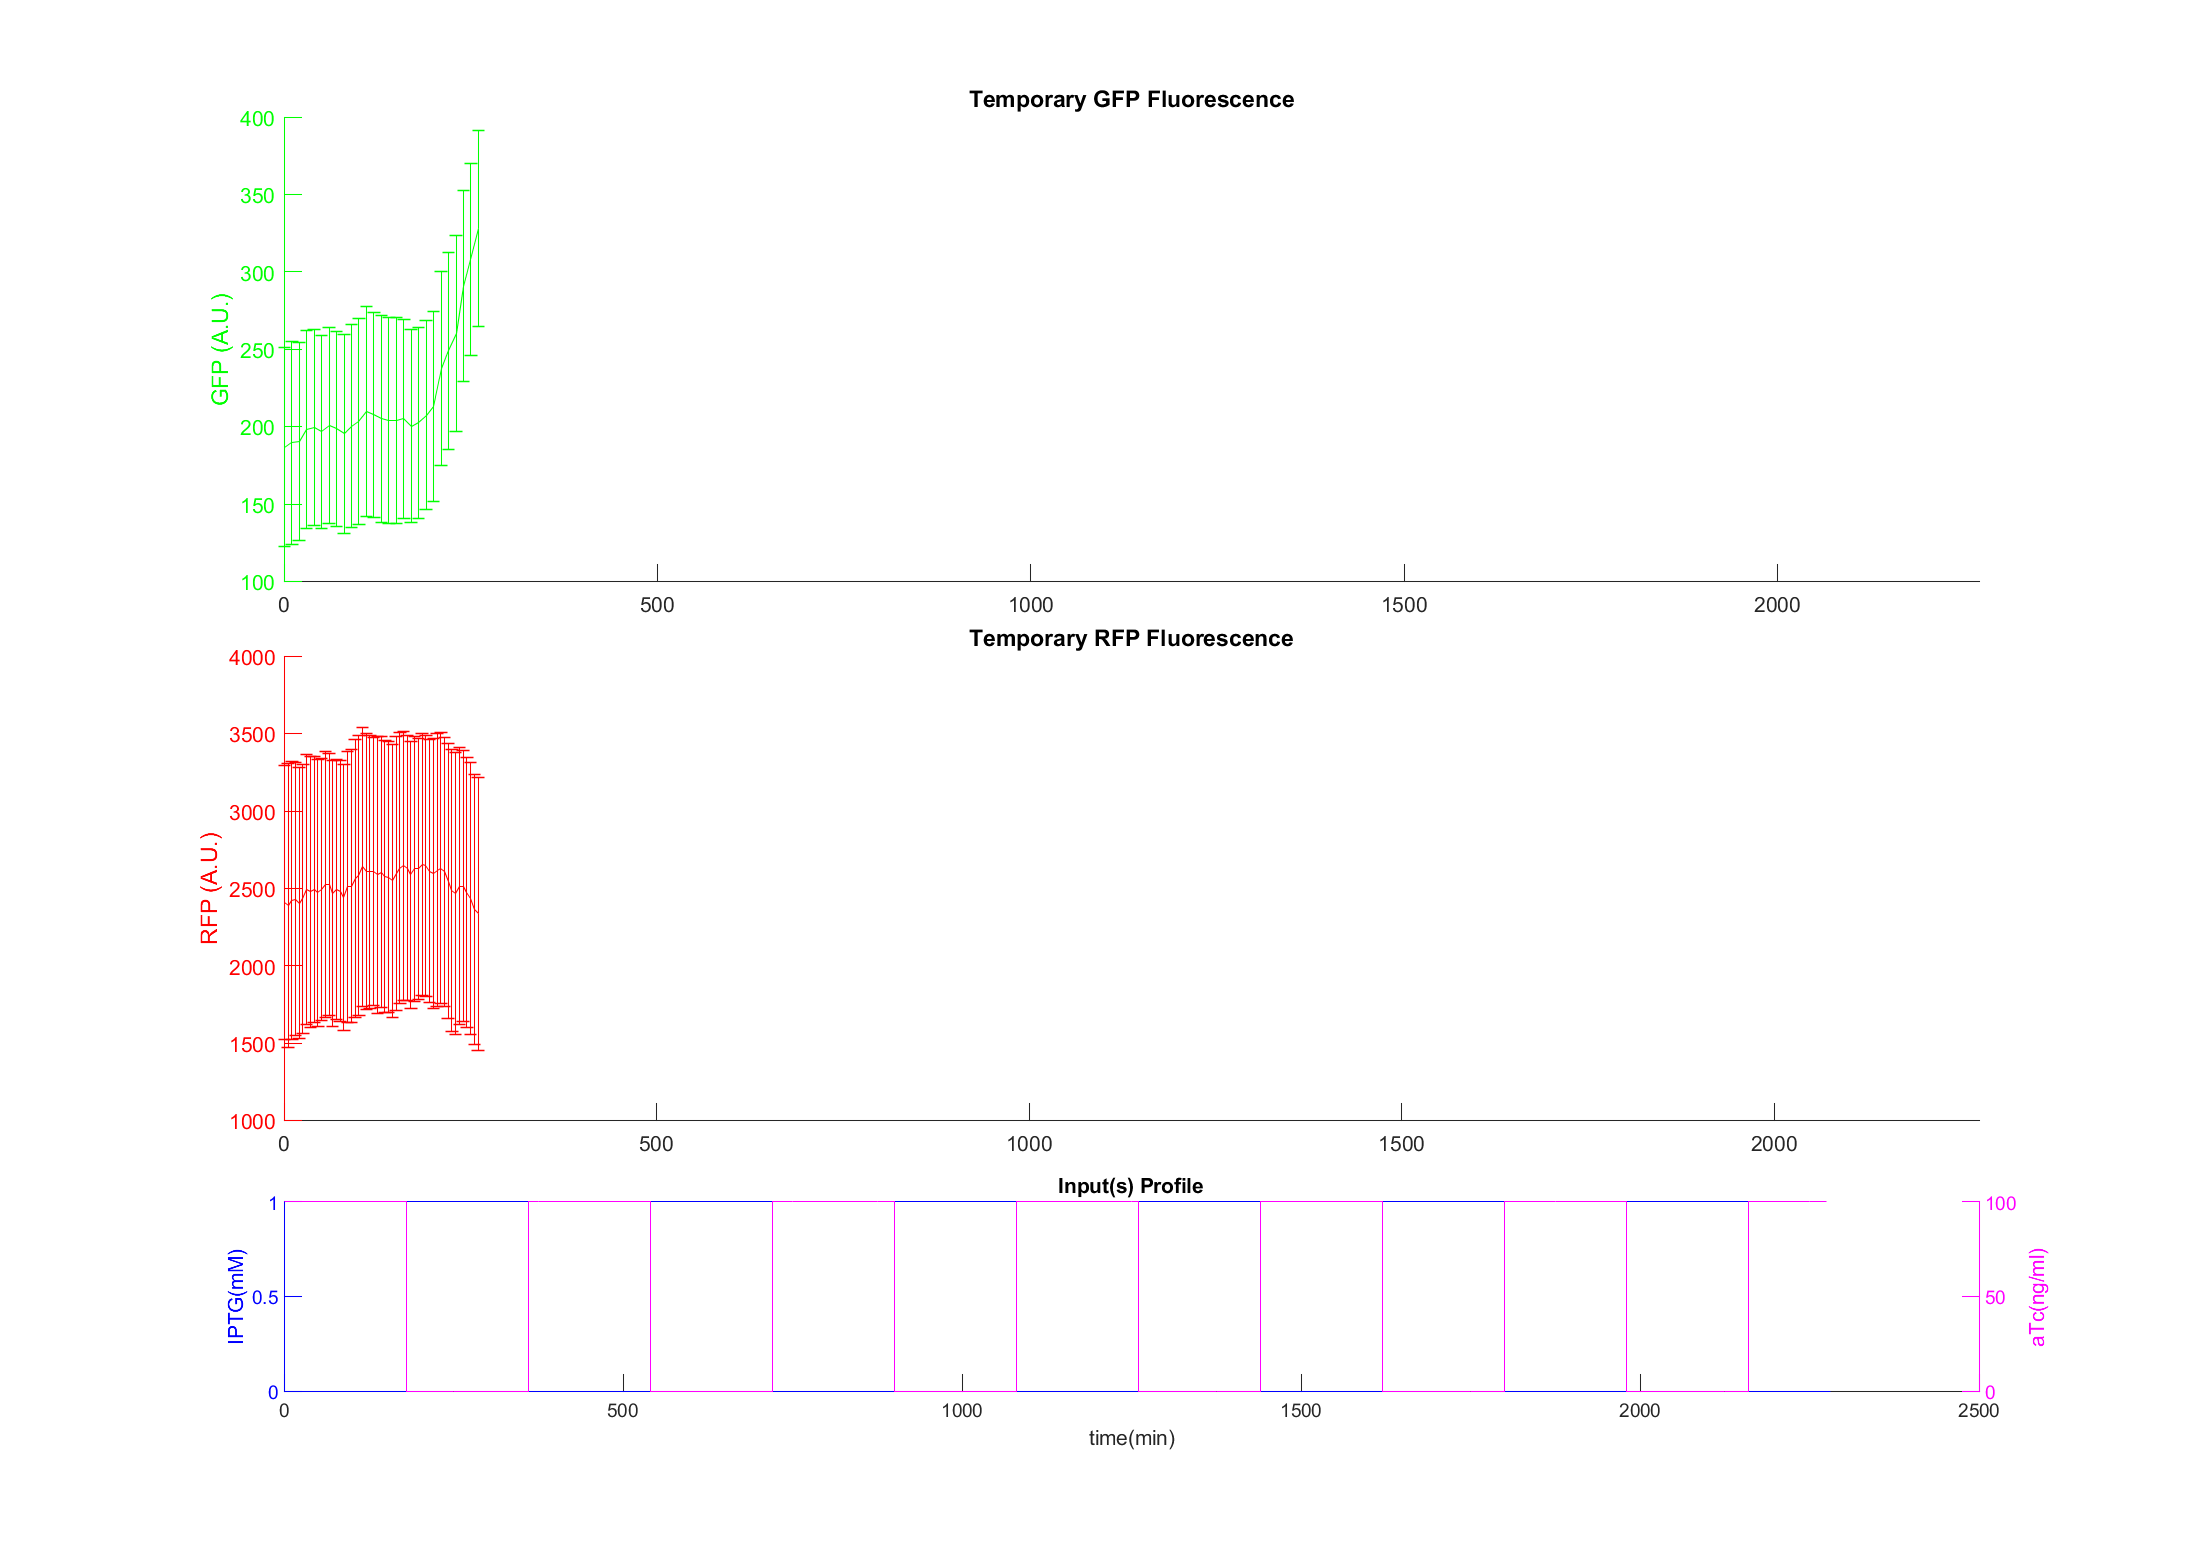 Temporary GFP Fluorescence
400
350
300
250
200
150
100
GFP (A.U.)
0 500 1000 1500 2000
Temporary RFP Fluorescence
4000
3500
3000
2500
2000
1500
1000
RFP (A.U.)
0 500 1000 1500 2000
Input(s) Profile
1
0.5
0
IPTG(mM)
100
50
0
aTc(ng/ml)
0 500 1000 1500 2000 2500
time(min)